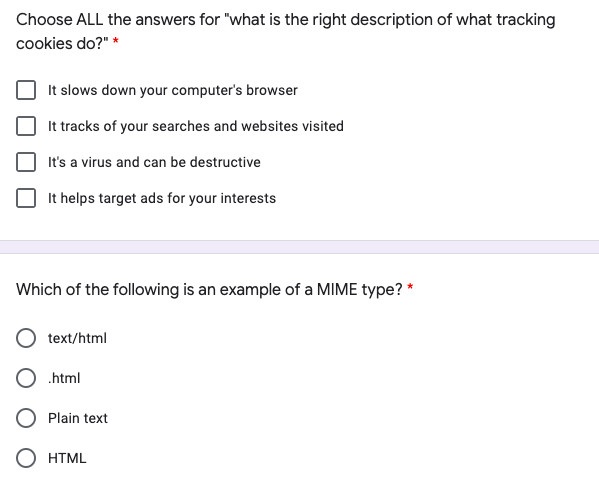 Choose ALL the answers for "what is the right description of what tracking
cookies do?" *
It slows down your computer's browser
It tracks of your searches and websites visited
It's a virus and can be destructive
It helps target ads for your interests
Which of the following is an example of a MIME type? *
text/html
.html
Plain text
HTML